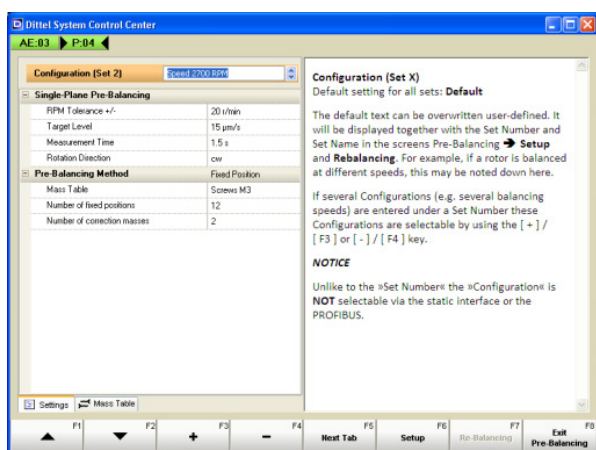 Dittel System Control Center
AE:03 P:04
Configuration (Set 2) Speed 2700 RPM
Single-Plane Pre-Balancing
RPM Tolerance +/- 20 r/min
Target Level 15 µm/s
Measurement Time 1.5 s
Rotation Direction cw
Pre-Balancing Method Fixed Position
Mass Table Screws M3
Number of fixed positions 12
Number of correction masses 2
Configuration (Set X)
Default setting for all sets: Default
The default text can be overwritten user-defined. It
will be displayed together with the Set Number and
Set Name in the screens Pre-Balancing ➔ Setup
and Rebalancing. For example, if a rotor is balanced
at different speeds, this may be noted down here.
If several Configurations (e.g. several balancing
speeds) are entered under a Set Number these
Configurations are selectable by using the [ + ] /
[ F3 ] or [ - ] / [ F4 ] key.
NOTICE
Unlike to the »Set Number« the »Configuration« is
NOT selectable via the static interface or the
PROFIBUS.
Settings Mass Table
F1 F2 F3 F4 F5 F6 F7 F8
+ - Next Tab Setup Re-Balancing Exit
Pre-Balancing